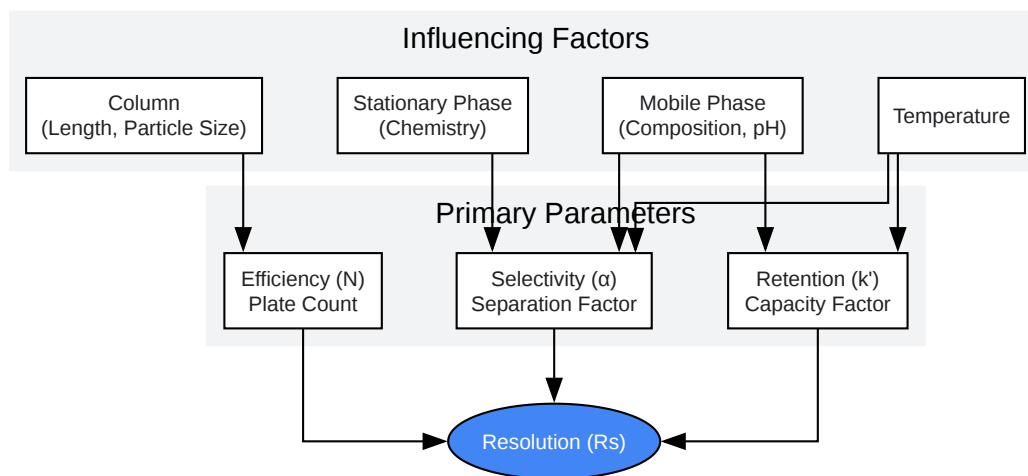 Influencing Factors
Column
(Length, Particle Size)
Stationary Phase
(Chemistry)
Mobile Phase
(Composition, pH)
Temperature
Primary Parameters
Efficiency (N)
Plate Count
Selectivity (α)
Separation Factor
Retention (k')
Capacity Factor
Resolution (Rs)